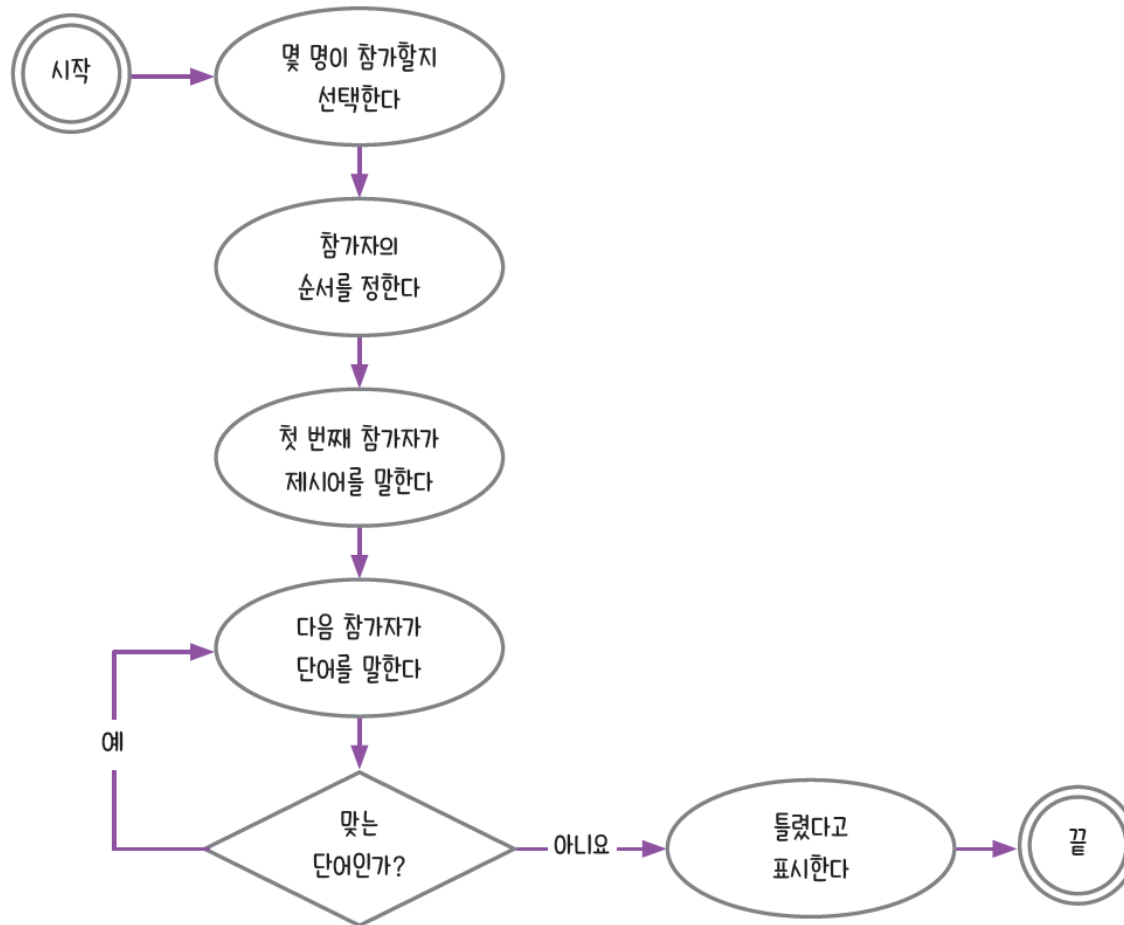 시작
몇 명이 참가할지
선택한다
참가자의
순서를 정한다
첫 번째 참가자가
제시어를 말한다
다음 참가자가
단어를 말한다
예
맞는
단어인가?
아니요
틀렸다고
표시한다
끝